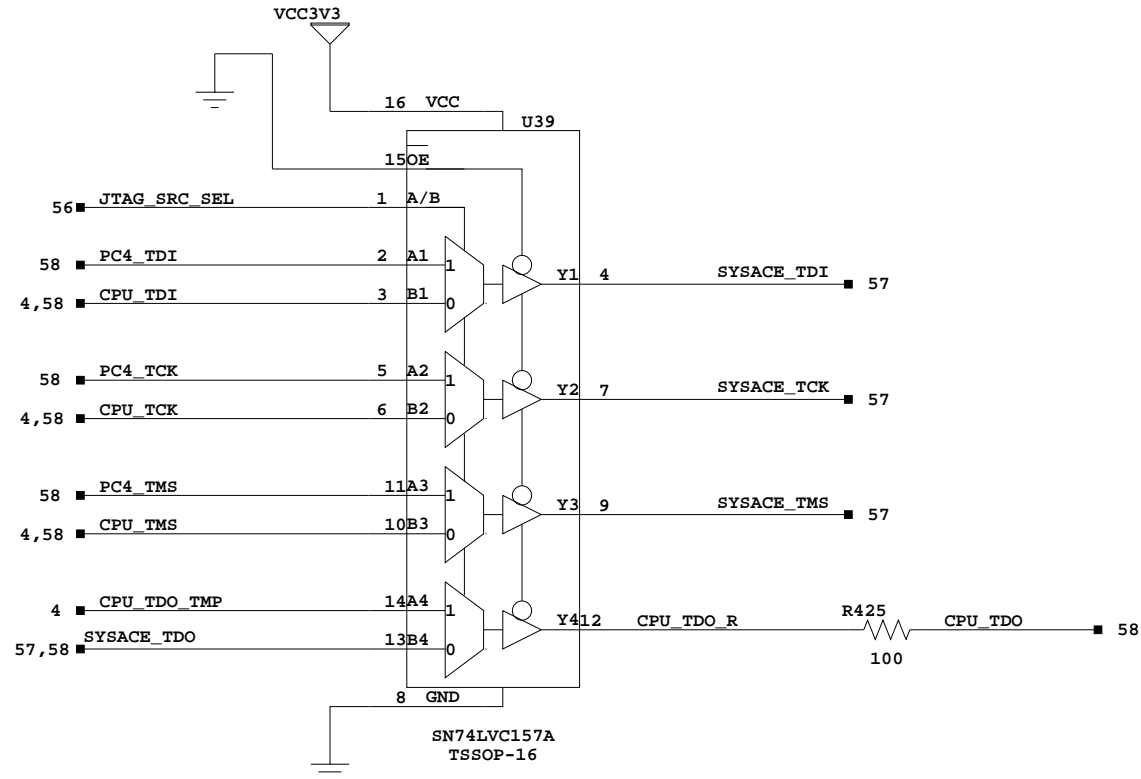 VCC3V3
16 VCC
U39
15 OE
56 JTAG_SRC_SEL 1 A/B
58 PC4_TDI 2 A1 1
Y1 4 SYSACE_TDI 57
4,58 CPU_TDI 3 B1 0
58 PC4_TCK 5 A2 1
Y2 7 SYSACE_TCK 57
4,58 CPU_TCK 6 B2 0
58 PC4_TMS 11 A3 1
Y3 9 SYSACE_TMS 57
4,58 CPU_TMS 10 B3 0
4 CPU_TDO_TMP 14 A4 1
R425
Y4 12 CPU_TDO_R CPU_TDO 58
57,58 SYSACE_TDO 13 B4 0
100
8 GND
SN74LVC157A
TSSOP-16